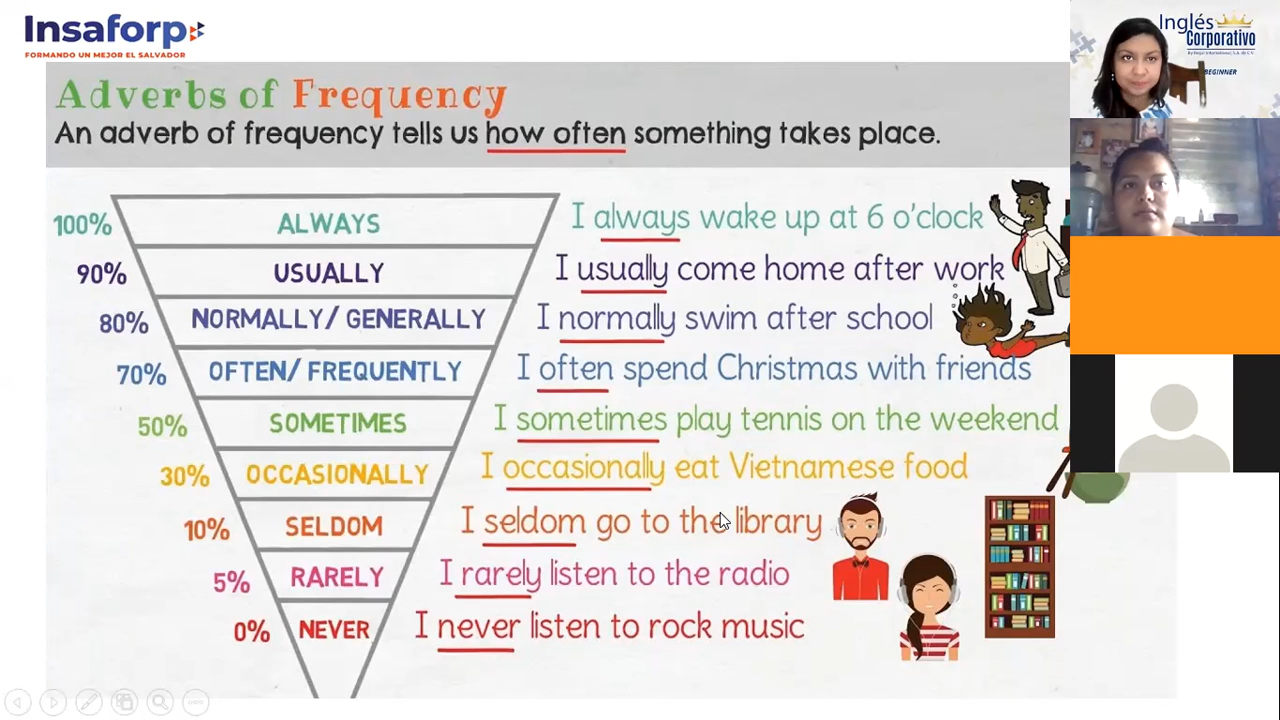 Insaforp
FORMANDO UN MEJOR EL SALVADOR
Inglés
Corporativo
BEGINNER
Adverbs of Frequency
An adverb of frequency tells us how often something takes place.
100% ALWAYS I always wake up at 6 o'clock
90% USUALLY I usually come home after work
80% NORMALLY/ GENERALLY I normally swim after school
70% OFTEN/ FREQUENTLY I often spend Christmas with friends
50% SOMETIMES I sometimes play tennis on the weekend
30% OCCASIONALLY I occasionally eat Vietnamese food
10% SELDOM I seldom go to the library
5% RARELY I rarely listen to the radio
0% NEVER I never listen to rock music